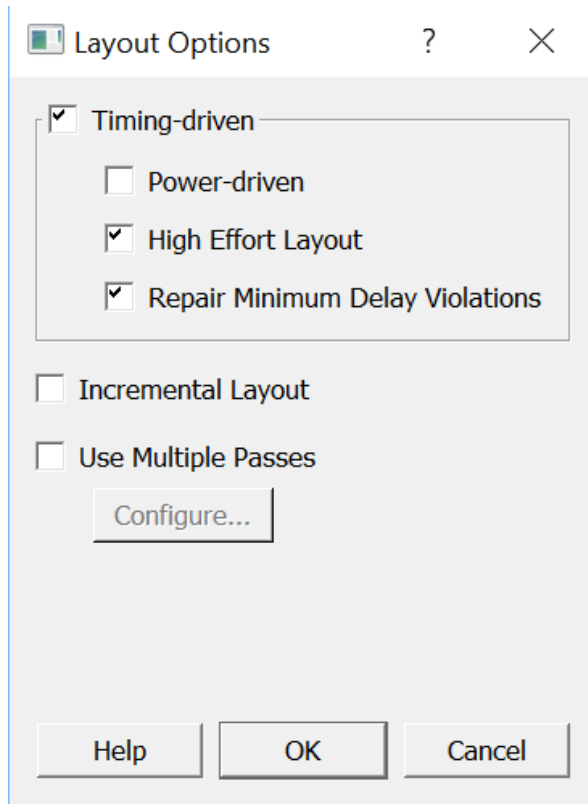 Layout Options ?
Timing-driven
Power-driven
High Effort Layout
Repair Minimum Delay Violations
Incremental Layout
Use Multiple Passes
Configure...
Help OK Cancel